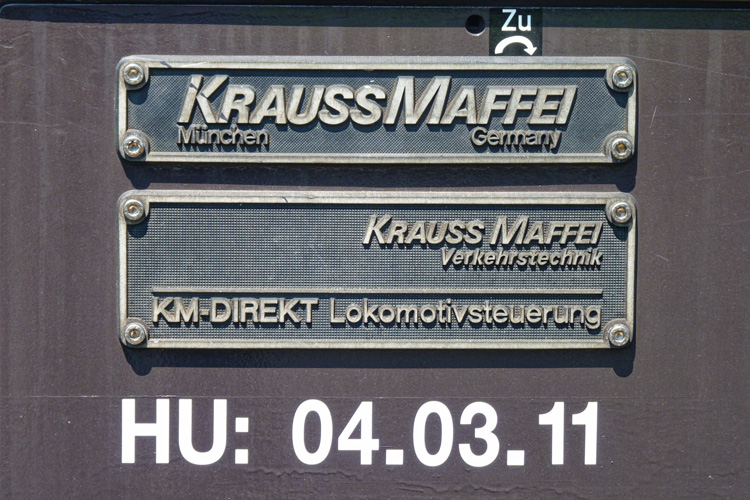 Zu
KRAUSSMAFFEI
München Germany
KRAUSS MAFFEI
Verkehrstechnik
KM-DIREKT Lokomotivsteuerung
HU: 04.03.11